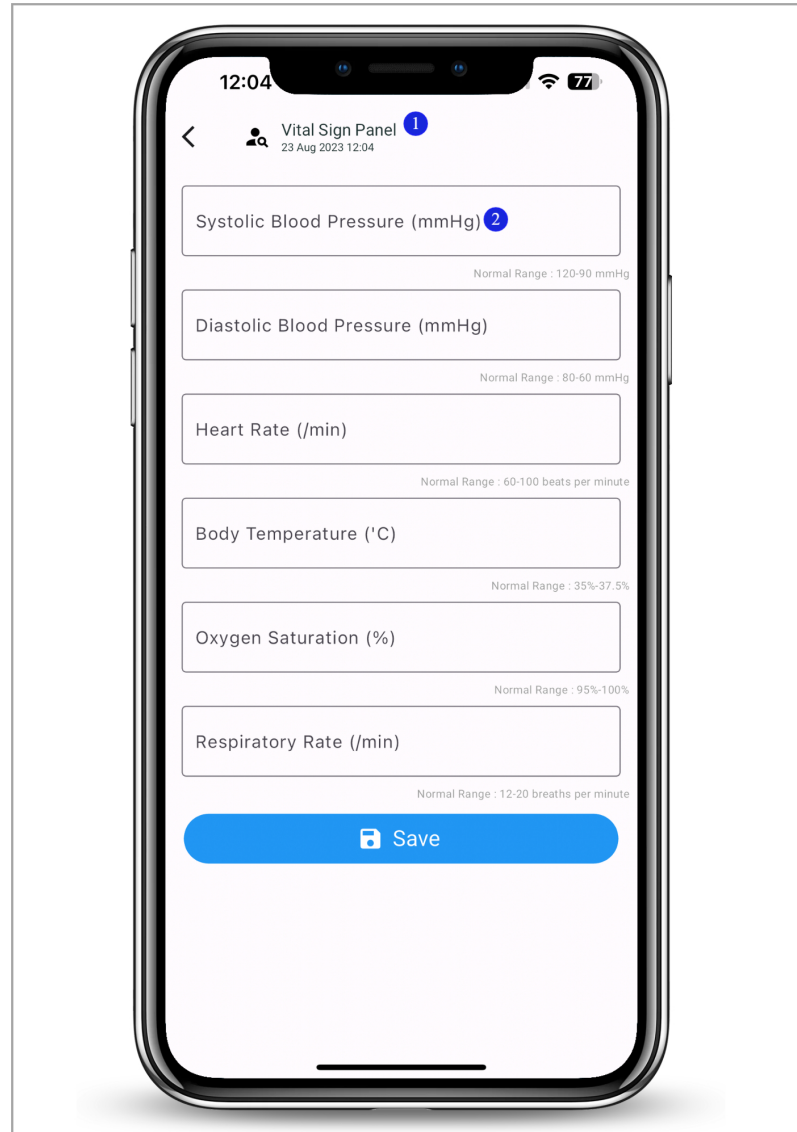 12:04
77
Vital Sign Panel 1
23 Aug 2023 12:04
Systolic Blood Pressure (mmHg) 2
Normal Range : 120-90 mmHg
Diastolic Blood Pressure (mmHg)
Normal Range : 80-60 mmHg
Heart Rate (/min)
Normal Range : 60-100 beats per minute
Body Temperature ('C)
Normal Range : 35%-37.5%
Oxygen Saturation (%)
Normal Range : 95%-100%
Respiratory Rate (/min)
Normal Range : 12-20 breaths per minute
Save